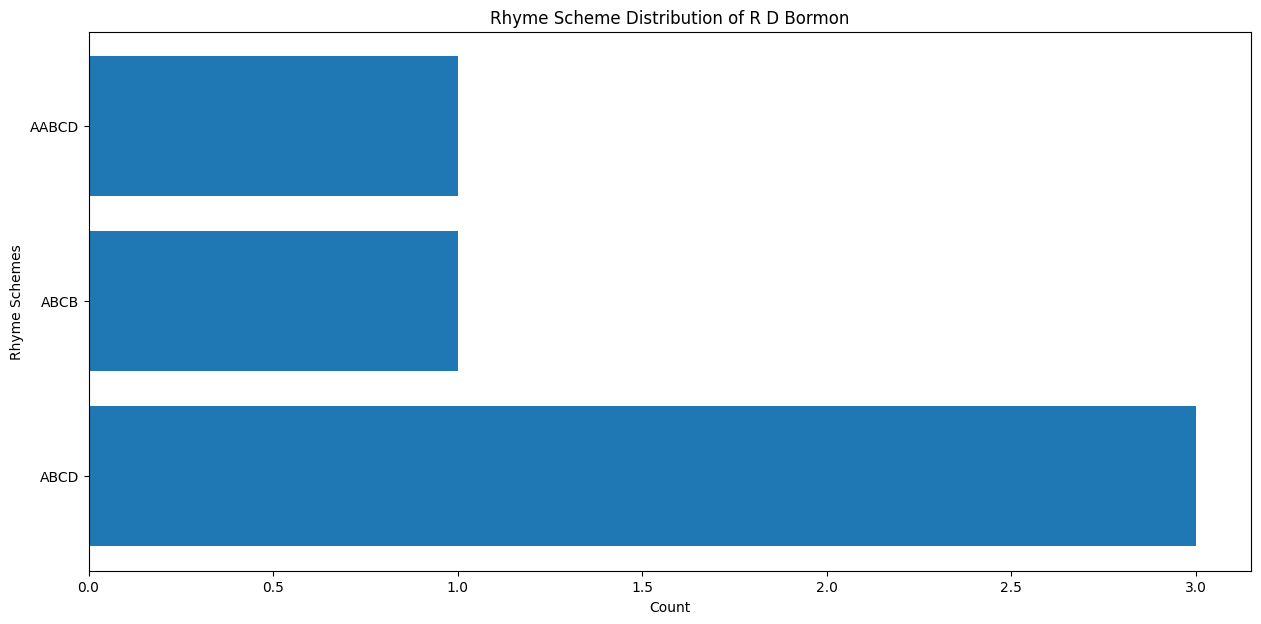 Rhyme Scheme Distribution of R D Bormon
Rhyme Schemes
AABCD
ABCB
ABCD
0.0 0.5 1.0 1.5 2.0 2.5 3.0
Count